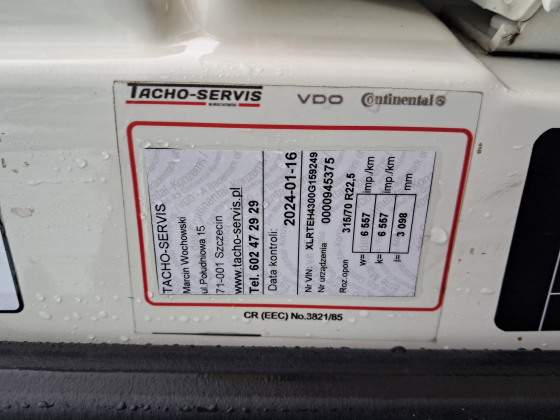 TACHO-SERVIS
VDO
Continental
TACHO-SERVIS
Marcin Wochowski
ul.Południowa 15
71-001 Szczecin
www.tacho-servis.pl
Tel. 602 47 29 29
Data kontroli:
2024-01-16
Nr VIN: XLRTEH4300G159249
Nr urządzenia 0000945375
Roz.opon 315/70 R22,5
w= 6 557 imp./km
k= 6 557 imp./km
l= 3 098 mm
CR (EEC) No.3821/85